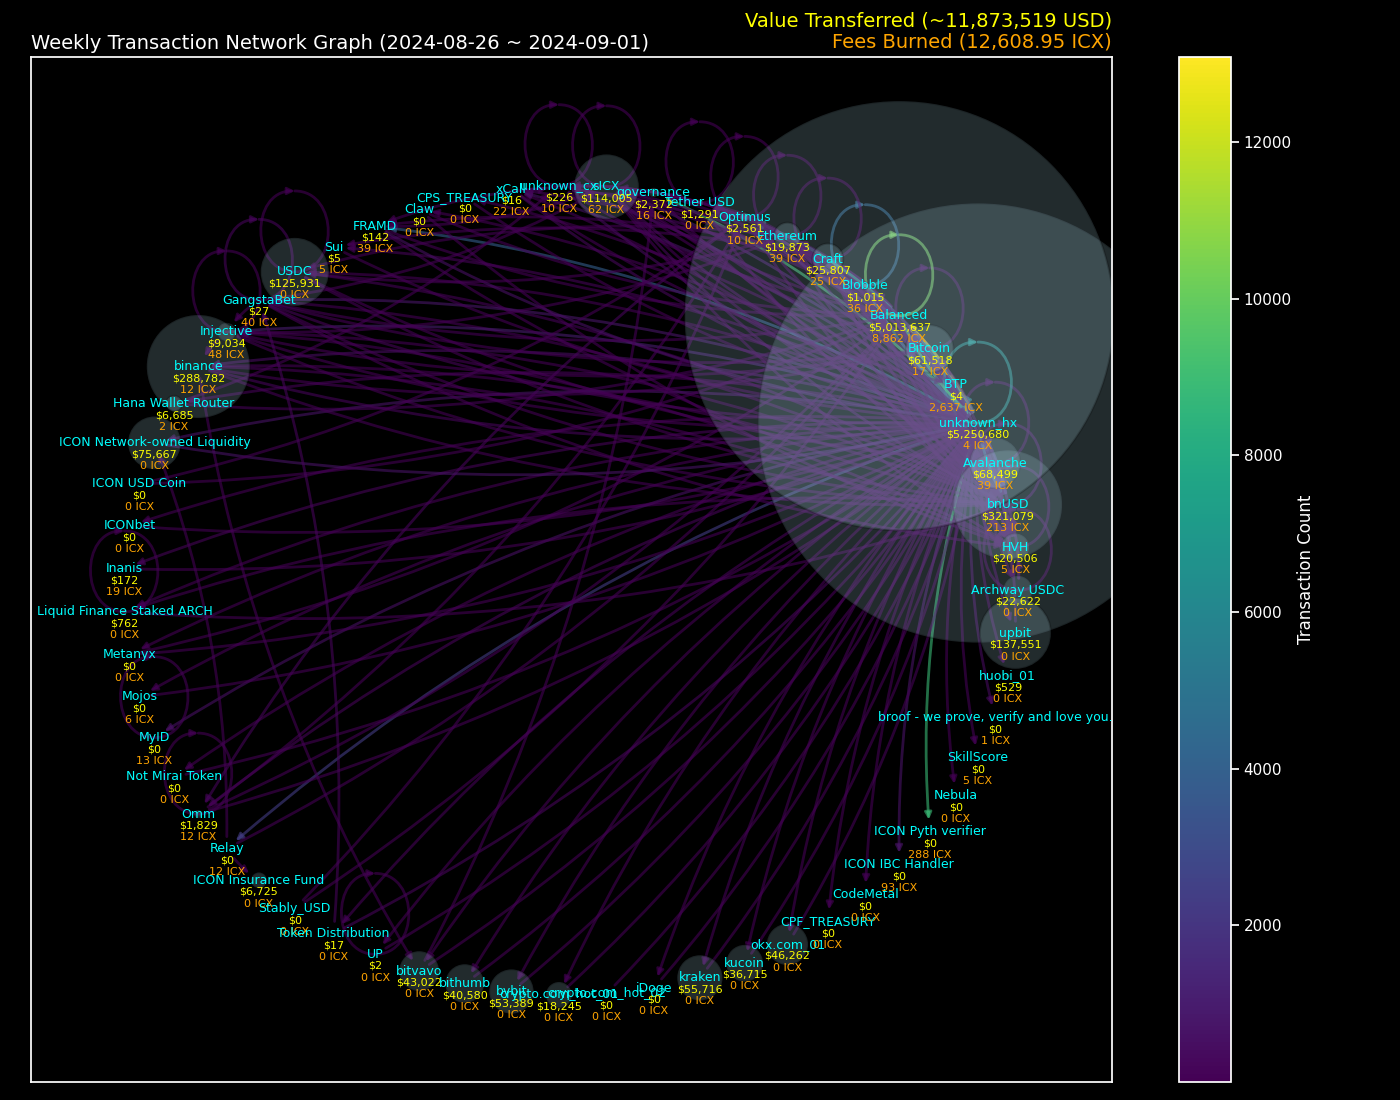 Value Transferred (~11,873,519 USD)
Weekly Transaction Network Graph (2024-08-26 ~ 2024-09-01)
Fees Burned (12,608.95 ICX)
unknown_cx
$226
10 ICX
sICX
$114,005
62 ICX
governance
$2,372
16 ICX
Tether USD
$1,291
0 ICX
Optimus
$2,561
10 ICX
Ethereum
$19,873
39 ICX
Craft
$25,807
25 ICX
Blobble
$1,015
36 ICX
Balanced
$5,013,637
8,862 ICX
Bitcoin
$61,518
17 ICX
BTP
$4
2,637 ICX
unknown_hx
$5,250,680
4 ICX
Avalanche
$68,499
39 ICX
bnUSD
$321,079
213 ICX
HVH
$20,506
5 ICX
Archway USDC
$22,622
0 ICX
upbit
$137,551
0 ICX
huobi_01
$529
0 ICX
broof - we prove, verify and love you.
$0
1 ICX
SkillScore
$0
5 ICX
Nebula
$0
0 ICX
ICON Pyth verifier
$0
288 ICX
ICON IBC Handler
$0
93 ICX
CodeMetal
$0
0 ICX
CPF_TREASURY
$0
0 ICX
okx.com_01
$46,262
0 ICX
kucoin
$36,715
0 ICX
kraken
$55,716
0 ICX
iDoge
$0
0 ICX
crypto.com_hot_02
$0
0 ICX
crypto.com_hot_01
$18,245
0 ICX
bybit
$53,389
0 ICX
bithumb
$40,580
0 ICX
bitvavo
$43,022
0 ICX
UP
$2
0 ICX
Token Distribution
$17
0 ICX
Stably_USD
$0
0 ICX
ICON Insurance Fund
$6,725
0 ICX
Relay
$0
12 ICX
Omm
$1,829
12 ICX
Not Mirai Token
$0
0 ICX
MyID
$0
13 ICX
Mojos
$0
6 ICX
Metanyx
$0
0 ICX
Liquid Finance Staked ARCH
$762
0 ICX
Inanis
$172
19 ICX
ICONbet
$0
0 ICX
ICON USD Coin
$0
0 ICX
ICON Network-owned Liquidity
$75,667
0 ICX
Hana Wallet Router
$6,685
2 ICX
binance
$288,782
12 ICX
Injective
$9,034
48 ICX
GangstaBet
$27
40 ICX
USDC
$125,931
0 ICX
Sui
$5
5 ICX
FRAMD
$142
39 ICX
Claw
$0
0 ICX
CPS_TREASURY
$0
0 ICX
xCall
$16
22 ICX
12000
10000
8000
6000
4000
2000
Transaction Count